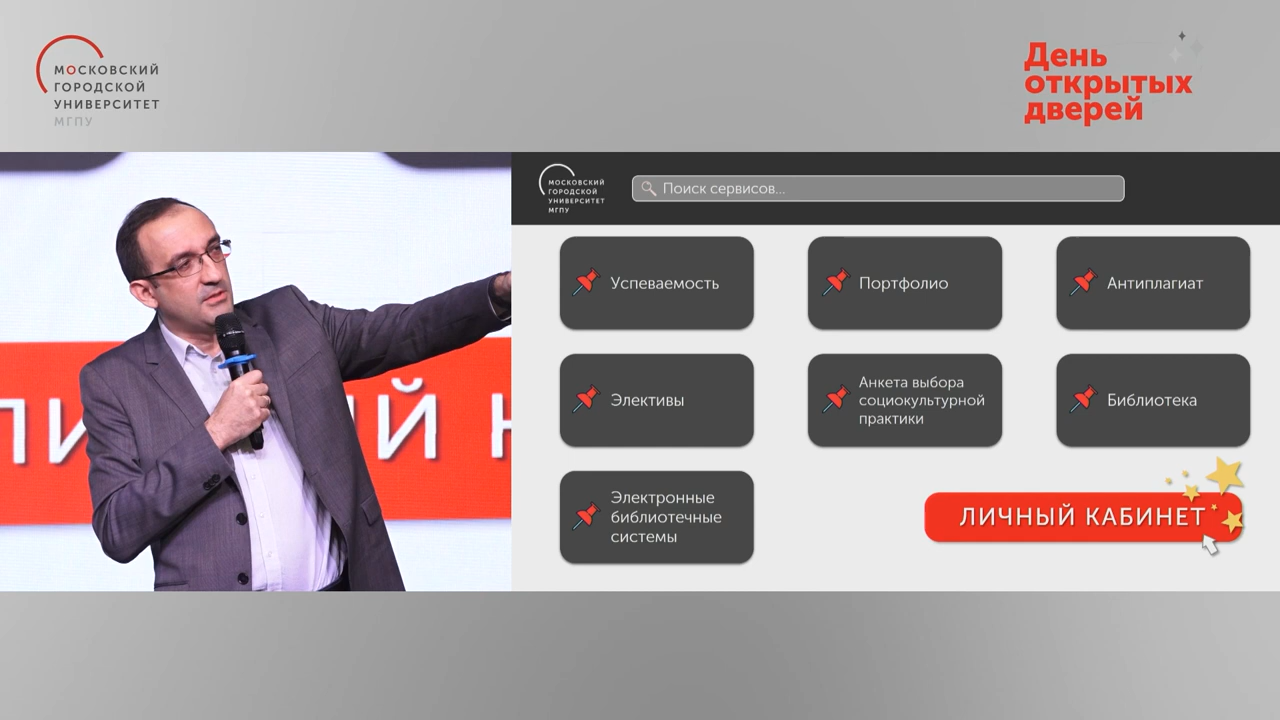 МОСКОВСКИЙ
ГОРОДСКОЙ
УНИВЕРСИТЕТ
МГПУ
День
открытых
дверей
МОСКОВСКИЙ
ГОРОДСКОЙ
УНИВЕРСИТЕТ
МГПУ
Поиск сервисов...
Успеваемость
Портфолио
Антиплагиат
Элективы
Анкета выбора
социокультурной
практики
Библиотека
Электронные
библиотечные
системы
ЛИЧНЫЙ КАБИНЕТ